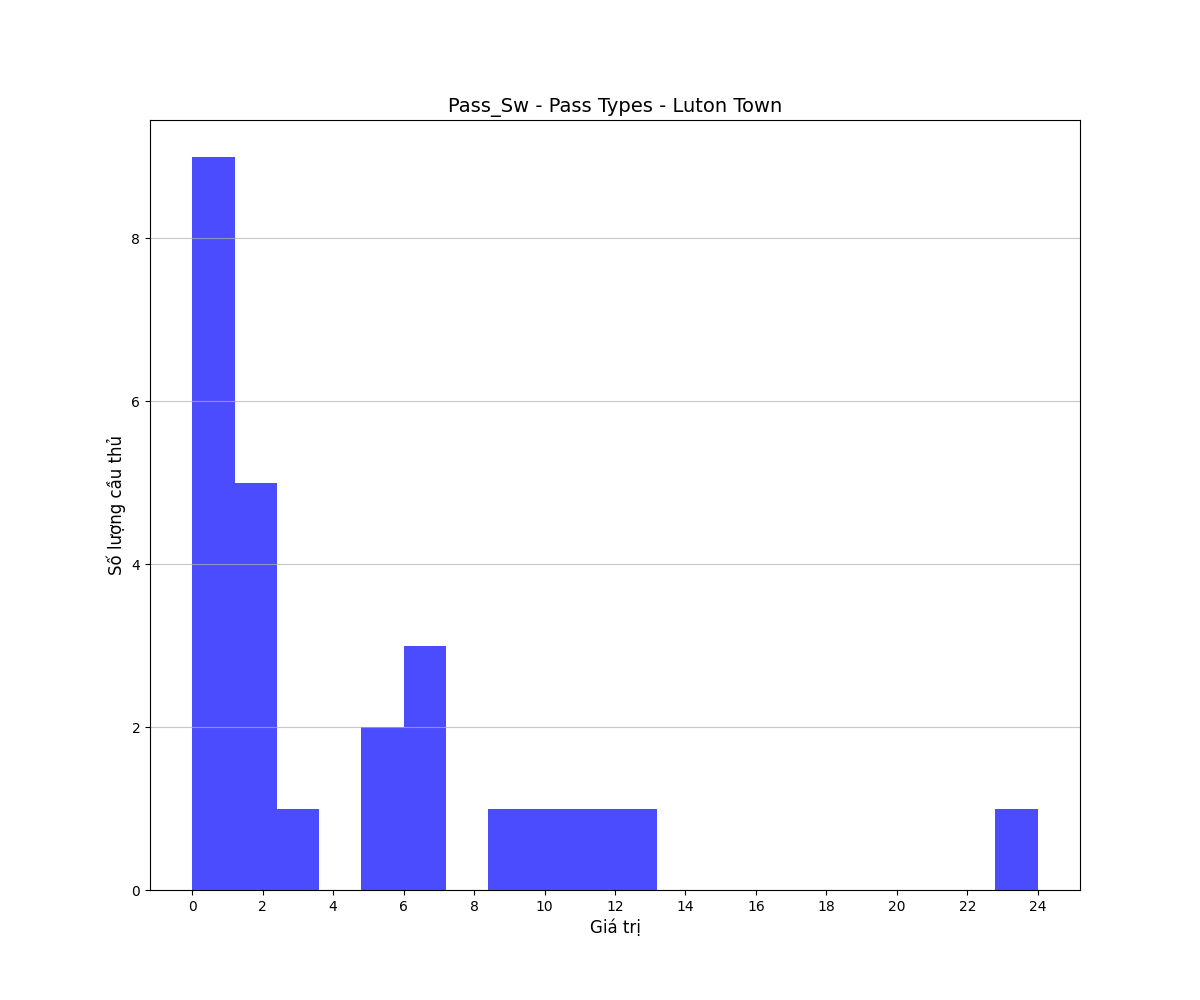 Pass_Sw - Pass Types - Luton Town
Số lượng cầu thủ
8
6
4
2
0
0 2 4 6 8 10 12 14 16 18 20 22 24
Giá trị